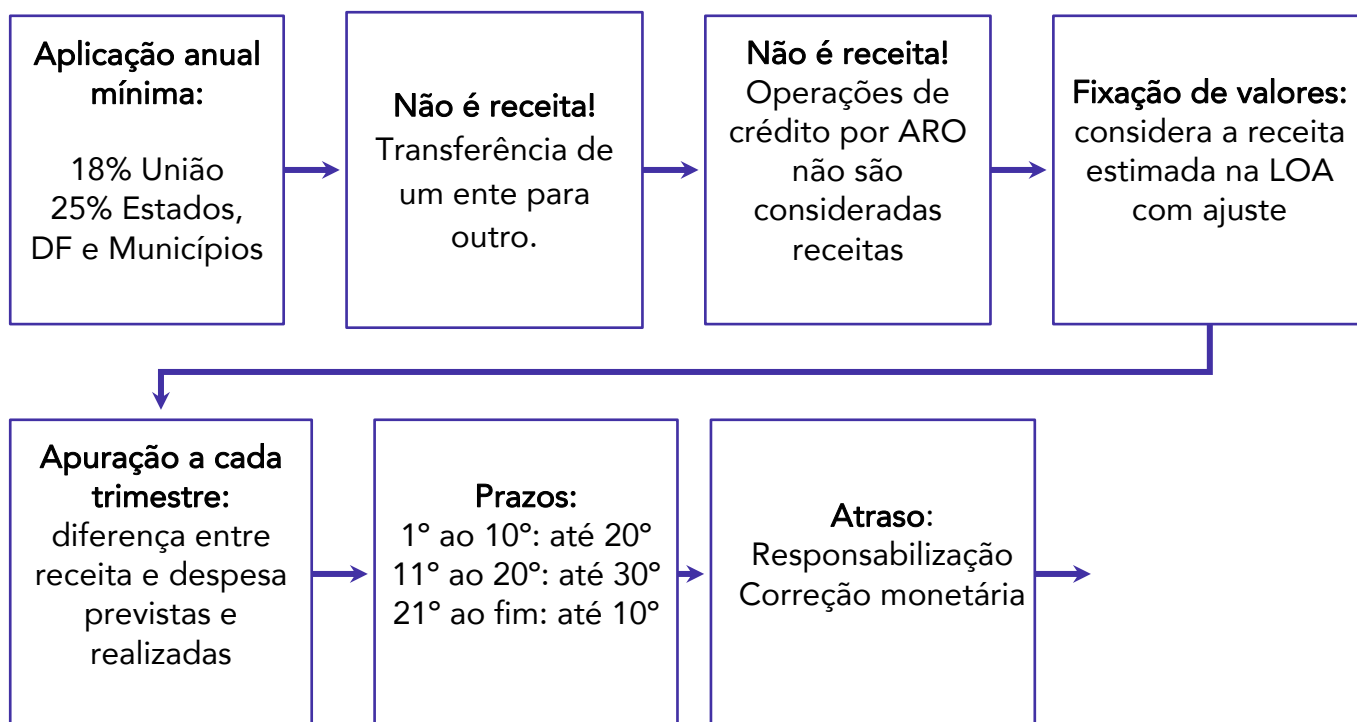 Aplicação anual
mínima:
18% União
25% Estados,
DF e Municípios
Não é receita!
Transferência de
um ente para
outro.
Não é receita!
Operações de
crédito por ARO
não são
consideradas
receitas
Fixação de valores:
considera a receita
estimada na LOA
com ajuste
Apuração a cada
trimestre:
diferença entre
receita e despesa
previstas e
realizadas
Prazos:
1º ao 10º: até 20º
11º ao 20º: até 30º
21º ao fim: até 10º
Atraso:
Responsabilização
Correção monetária